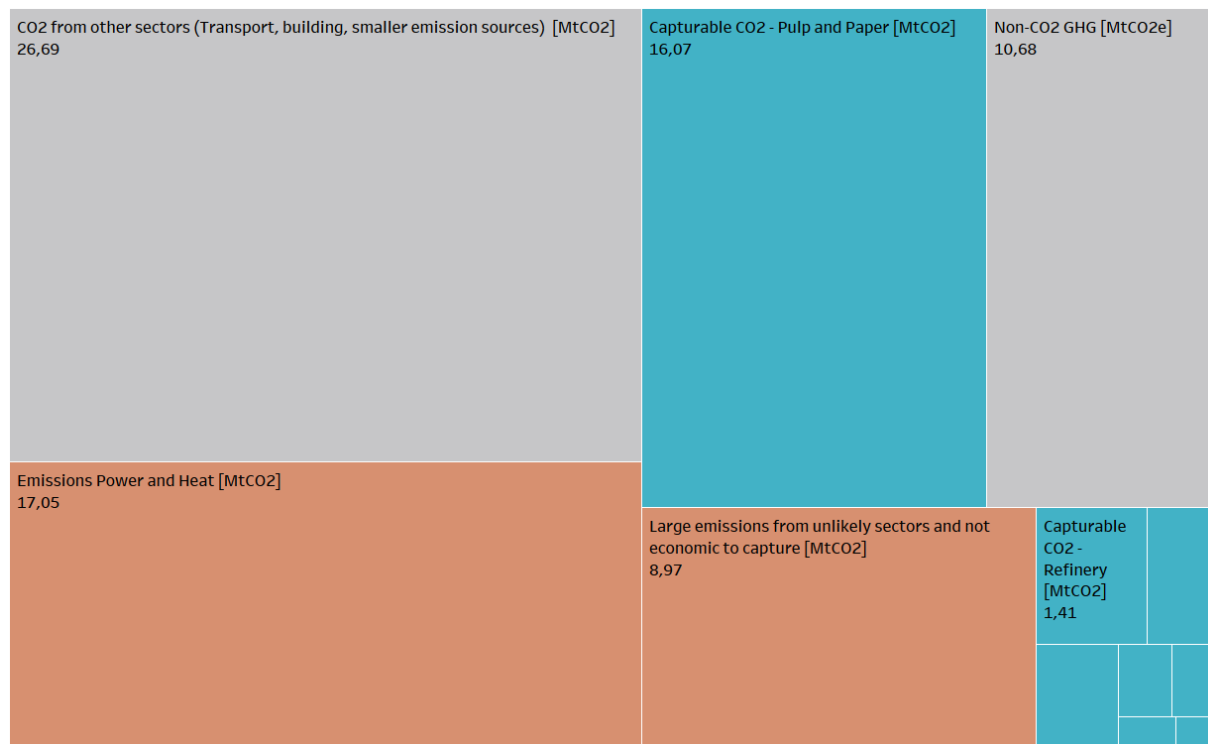 CO2 from other sectors (Transport, building, smaller emission sources) [MtCO2]
26,69
Capturable CO2 - Pulp and Paper [MtCO2]
16,07
Non-CO2 GHG [MtCO2e]
10,68
Emissions Power and Heat [MtCO2]
17,05
Large emissions from unlikely sectors and not
economic to capture [MtCO2]
8,97
Capturable
CO2 -
Refinery
[MtCO2]
1,41